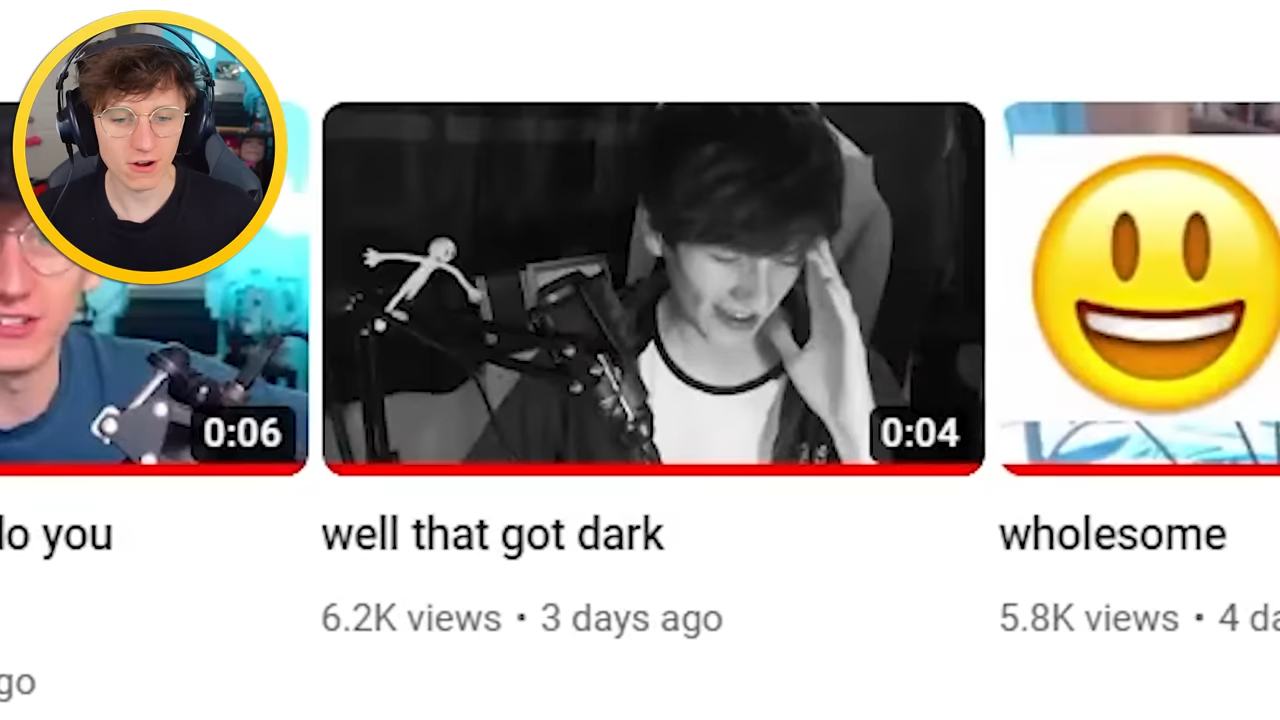 0:06
0:04
lo you
well that got dark
wholesome
6.2K views • 3 days ago
5.8K views • 4 da
go